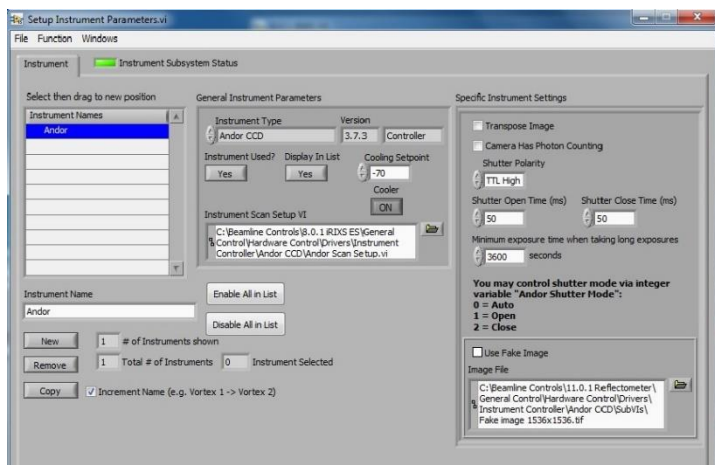 Setup Instrument Parameters.vi
File Function Windows
Instrument
Instrument Subsystem Status
Select then drag to new position
Instrument Names
Andor
Instrument Name
Andor
New
1 # of Instruments shown
Remove
1 Total # of Instruments 0 Instrument Selected
Copy
Increment Name (e.g. Vortex 1 -> Vortex 2)
General Instrument Parameters
Instrument Type Version
Andor CCD 3.7.3 Controller
Instrument Used? Display In List Cooling Setpoint
Yes Yes -70
Cooler
ON
Instrument Scan Setup VI
C:\Beamline Controls\8.0.1 iRIXS ES\General
Control\Hardware Control\Drivers\Instrument
Controller\Andor CCD\Andor Scan Setup.vi
Enable All in List
Disable All in List
Specific Instrument Settings
Transpose Image
Camera Has Photon Counting
Shutter Polarity
TTL High
Shutter Open Time (ms) Shutter Close Time (ms)
50 50
Minimum exposure time when taking long exposures
3600 seconds
You may control shutter mode via integer
variable "Andor Shutter Mode":
0 = Auto
1 = Open
2 = Close
Use Fake Image
Image File
C:\Beamline Controls\11.0.1 Reflectometer\
General Control\Hardware Control\Drivers\
Instrument Controller\Andor CCD\SubVIs\
Fake image 1536x1536.tif